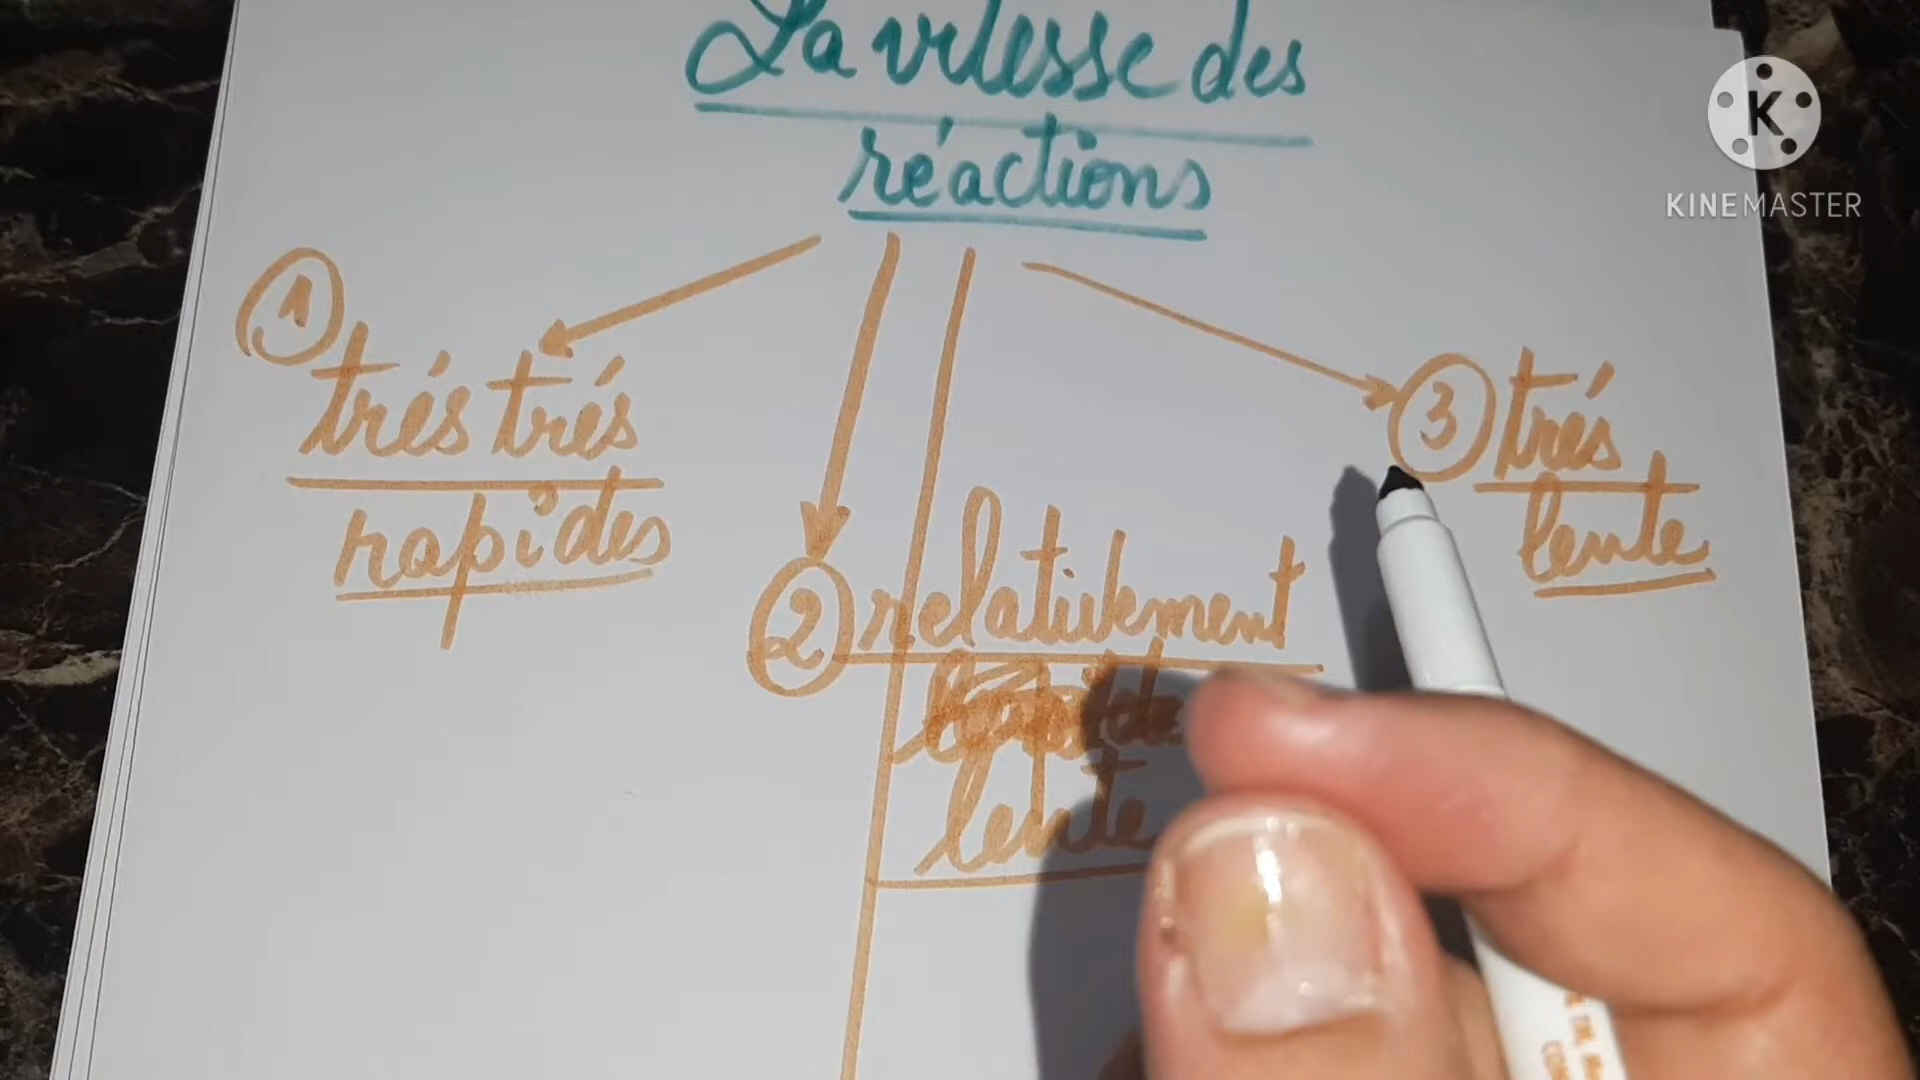 La vitesse des
réactions
1
trés trés
rapides
2 relativement
lente
3 trés
lente
K
KINEMASTER